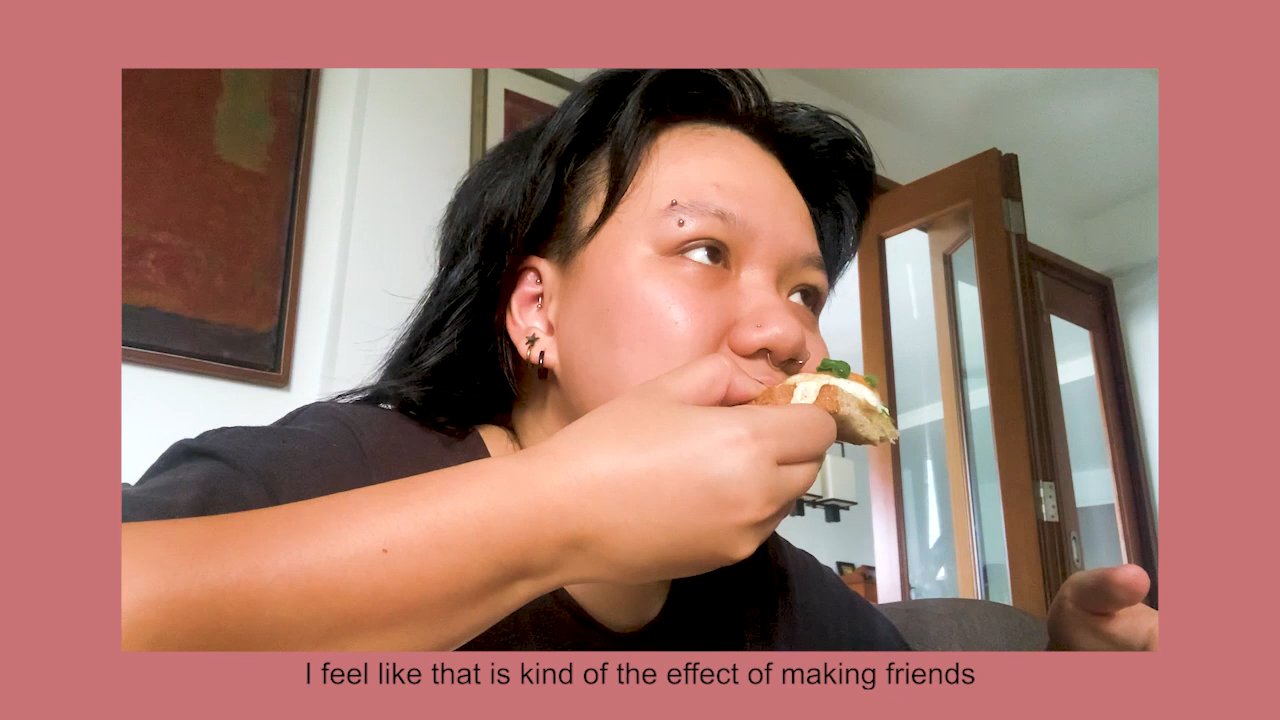 I feel like that is kind of the effect of making friends